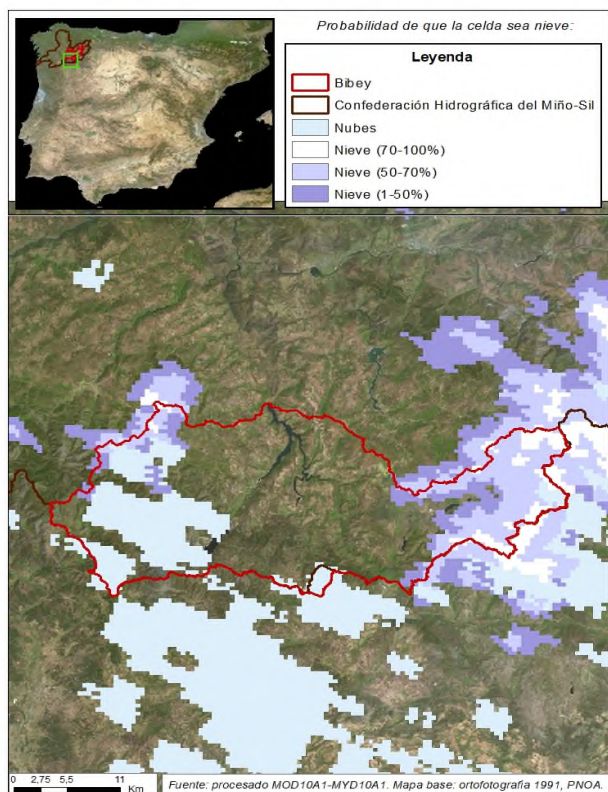 Probabilidad de que la celda sea nieve:
Leyenda
Bibey
Confederación Hidrográfica del Miño-Sil
Nubes
Nieve (70-100%)
Nieve (50-70%)
Nieve (1-50%)
0 2,75 5,5 11
Km
Fuente: procesado MOD10A1-MYD10A1. Mapa base: ortofotografía 1991, PNOA.